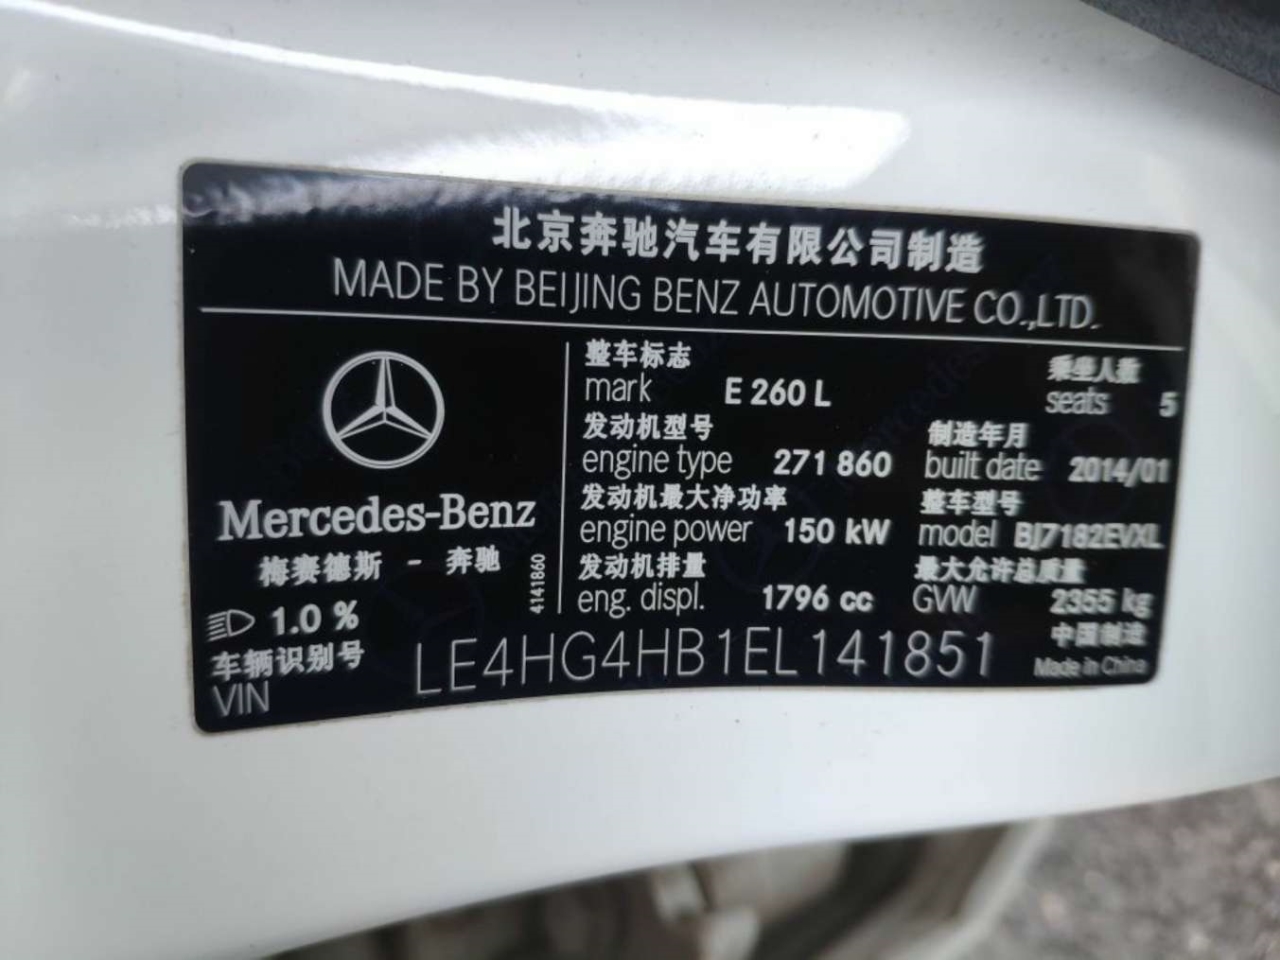 北京奔驰汽车有限公司制造
MADE BY BEIJING BENZ AUTOMOTIVE CO.,LTD.
Mercedes-Benz
梅赛德斯 - 奔驰
4141860
1.0 %
整车标志
mark E 260 L
乘坐人数
seats 5
发动机型号
engine type 271 860
制造年月
built date 2014/01
发动机最大净功率
engine power 150 kW
整车型号
model BJ7182EVXL
发动机排量
eng. displ. 1796 cc
最大允许总质量
GVW 2355 kg
中国制造
Made in China
车辆识别号
VIN LE4HG4HB1EL141851